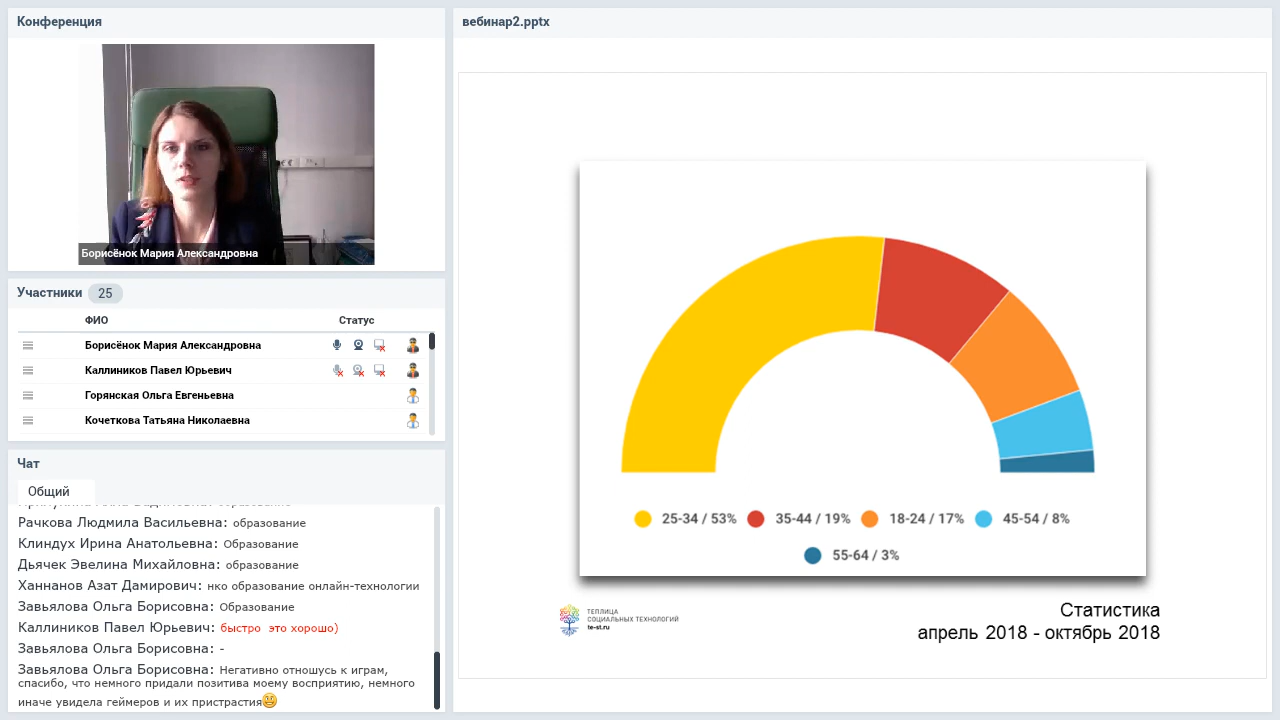 Конференция
Борисёнок Мария Александровна
Участники 25
ФИО Статус
Борисёнок Мария Александровна
Каллиников Павел Юрьевич
Горянская Ольга Евгеньевна
Кочеткова Татьяна Николаевна
Чат
Общий
Рачкова Людмила Васильевна: образование
Клиндух Ирина Анатольевна: Образование
Дьячек Эвелина Михайловна: образование
Ханнанов Азат Дамирович: нко образование онлайн-технологии
Завьялова Ольга Борисовна: Образование
Каллиников Павел Юрьевич: быстро это хорошо)
Завьялова Ольга Борисовна: -
Завьялова Ольга Борисовна: Негативно отношусь к играм,
спасибо, что немного придали позитива моему восприятию, немного
иначе увидела геймеров и их пристрастия
вебинар2.pptx
25-34 / 53% 35-44 / 19% 18-24 / 17% 45-54 / 8%
55-64 / 3%
ТЕПЛИЦА
СОЦИАЛЬНЫХ ТЕХНОЛОГИЙ
te-st.ru
Статистика
апрель 2018 - октябрь 2018